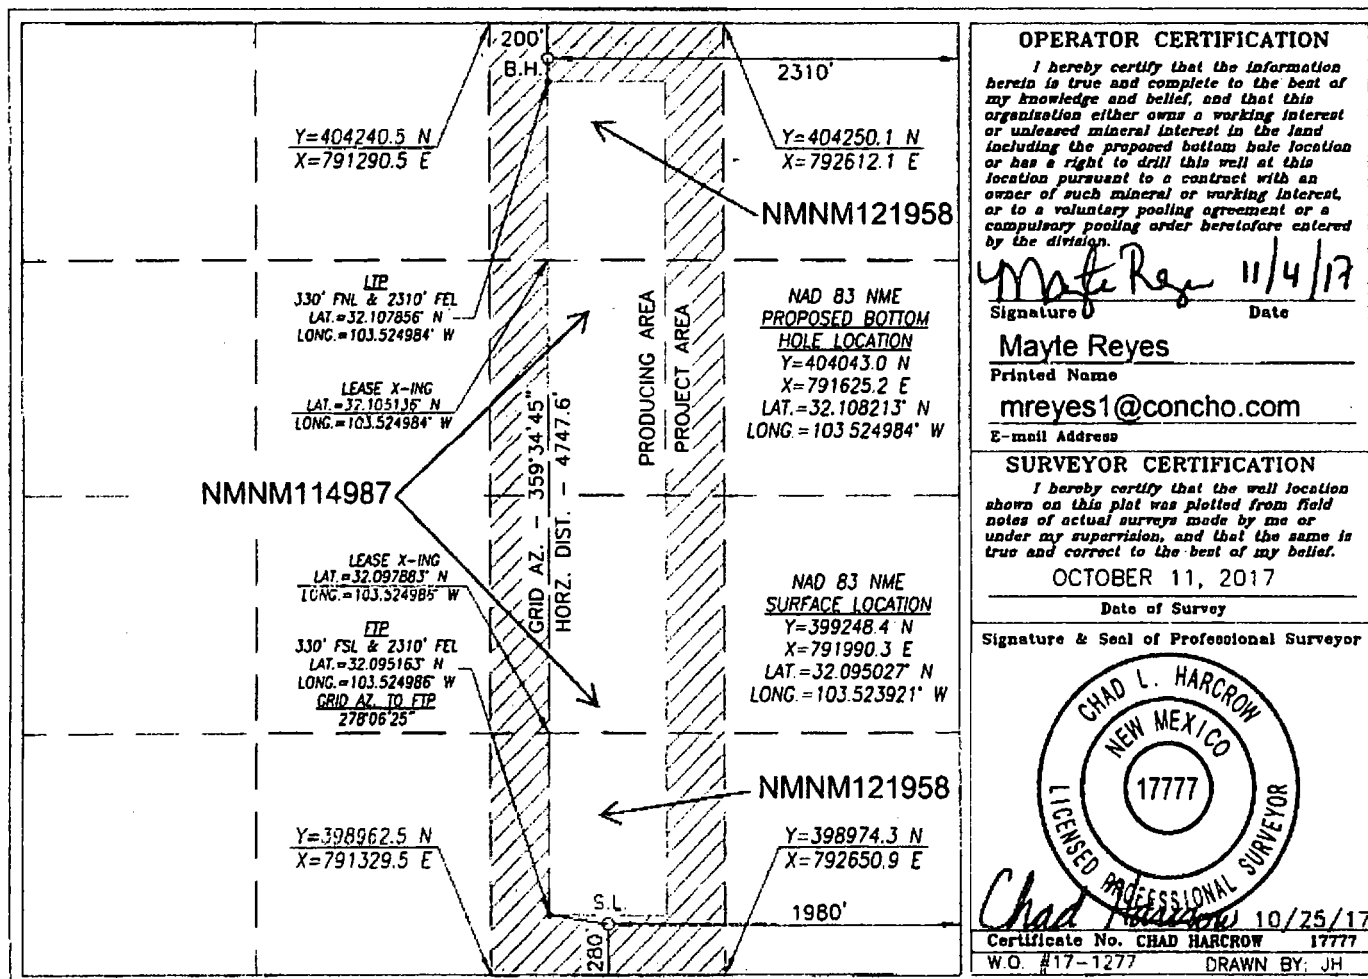 200'
B.H.
2310'
Y=404240.5 N
X=791290.5 E
Y=404250.1 N
X=792612.1 E
NMNM121958
LTP
330' FNL & 2310' FEL
LAT.=32.107856° N
LONG.=103.524984° W
NAD 83 NME
PROPOSED BOTTOM
HOLE LOCATION
Y=404043.0 N
X=791625.2 E
LAT.=32.108213° N
LONG.=103.524984° W
LEASE X-ING
LAT.=32.105136° N
LONG.=103.524984° W
PRODUCING AREA
PROJECT AREA
GRID AZ. - 359°34'45"
HORZ. DIST. - 4747.6'
NMNM114987
LEASE X-ING
LAT.=32.097883° N
LONG.=103.524985° W
FTP
330' FSL & 2310' FEL
LAT.=32.095163° N
LONG.=103.524986° W
GRID AZ. TO FTP
278°06'25"
NAD 83 NME
SURFACE LOCATION
Y=399248.4 N
X=791990.3 E
LAT.=32.095027° N
LONG.=103.523921° W
NMNM121958
Y=398962.5 N
X=791329.5 E
Y=398974.3 N
X=792650.9 E
S.L.
1980'
280'
OPERATOR CERTIFICATION
I hereby certify that the information
herein is true and complete to the best of
my knowledge and belief, and that this
organization either owns a working interest
or unleased mineral interest in the land
including the proposed bottom hole location
or has a right to drill this well at this
location pursuant to a contract with an
owner of such mineral or working interest,
or to a voluntary pooling agreement or a
compulsory pooling order heretofore entered
by the division.
Mayte Reyes 11/4/17
Signature Date
Mayte Reyes
Printed Name
mreyes1@concho.com
E-mail Address
SURVEYOR CERTIFICATION
I hereby certify that the well location
shown on this plat was plotted from field
notes of actual surveys made by me or
under my supervision, and that the same is
true and correct to the best of my belief.
OCTOBER 11, 2017
Date of Survey
Signature & Seal of Professional Surveyor
CHAD L. HARCROW
NEW MEXICO
17777
LICENSED PROFESSIONAL SURVEYOR
Chad Harcrow 10/25/17
Certificate No. CHAD HARCROW 17777
W.O. #17-1277 DRAWN BY: JH